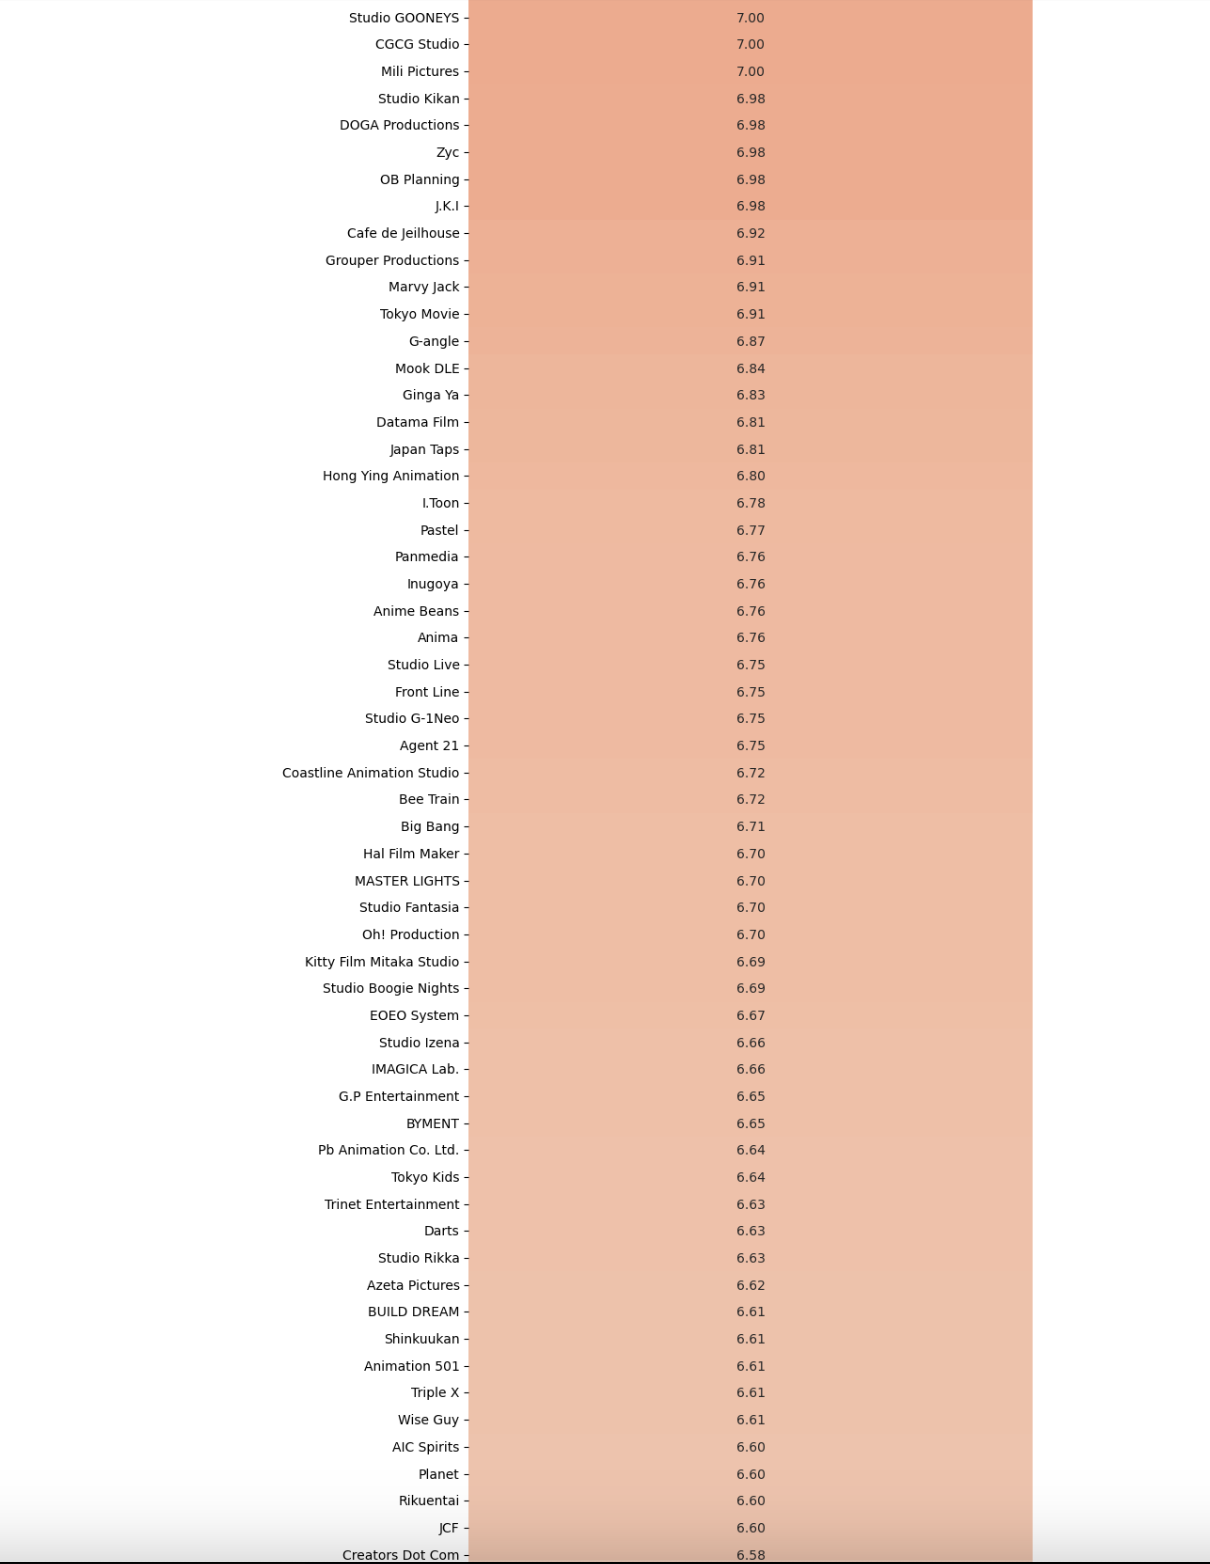 Studio GOONEYS 7.00
CGCG Studio 7.00
Mili Pictures 7.00
Studio Kikan 6.98
DOGA Productions 6.98
Zyc 6.98
OB Planning 6.98
J.K.I 6.98
Cafe de Jeilhouse 6.92
Grouper Productions 6.91
Marvy Jack 6.91
Tokyo Movie 6.91
G-angle 6.87
Mook DLE 6.84
Ginga Ya 6.83
Datama Film 6.81
Japan Taps 6.81
Hong Ying Animation 6.80
I.Toon 6.78
Pastel 6.77
Panmedia 6.76
Inugoya 6.76
Anime Beans 6.76
Anima 6.76
Studio Live 6.75
Front Line 6.75
Studio G-1Neo 6.75
Agent 21 6.75
Coastline Animation Studio 6.72
Bee Train 6.72
Big Bang 6.71
Hal Film Maker 6.70
MASTER LIGHTS 6.70
Studio Fantasia 6.70
Oh! Production 6.70
Kitty Film Mitaka Studio 6.69
Studio Boogie Nights 6.69
EOEO System 6.67
Studio Izena 6.66
IMAGICA Lab. 6.66
G.P Entertainment 6.65
BYMENT 6.65
Pb Animation Co. Ltd. 6.64
Tokyo Kids 6.64
Trinet Entertainment 6.63
Darts 6.63
Studio Rikka 6.63
Azeta Pictures 6.62
BUILD DREAM 6.61
Shinkuukan 6.61
Animation 501 6.61
Triple X 6.61
Wise Guy 6.61
AIC Spirits 6.60
Planet 6.60
Rikuentai 6.60
JCF 6.60
Creators Dot Com 6.58